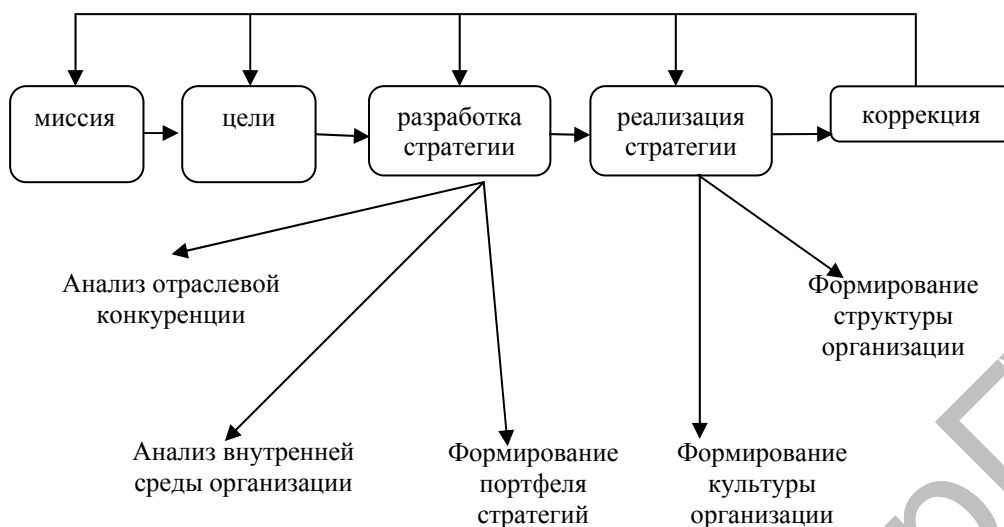 миссия
цели
разработка
стратегии
реализация
стратегии
коррекция
Анализ отраслевой
конкуренции
Формирование
структуры
организации
Анализ внутренней
среды организации
Формирование
портфеля
стратегий
Формирование
культуры
организации